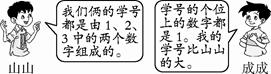 我们俩的学号
都是由1、2、
3中的两个数
字组成的。
山山
学号的个位
上的数字都
是1。我的
学号比山山
的大。
成成